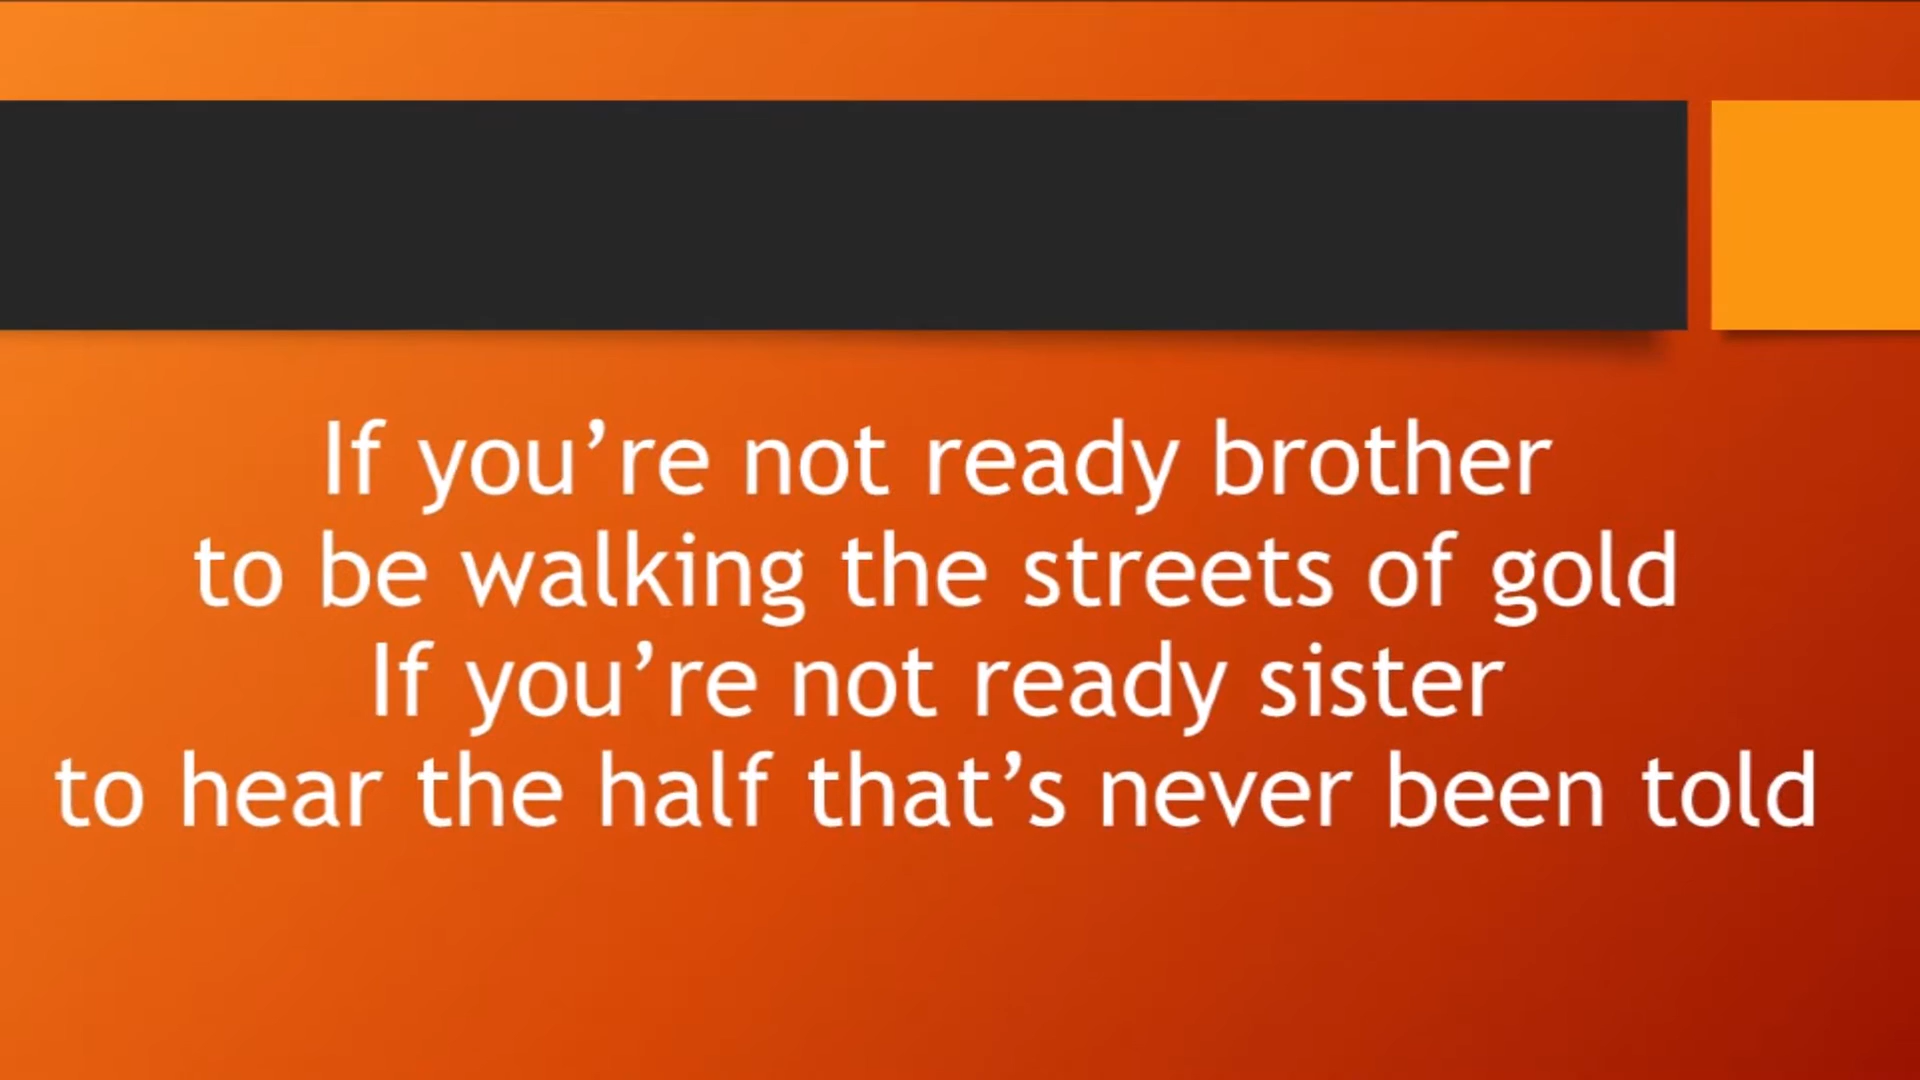 If you’re not ready brother
to be walking the streets of gold
If you’re not ready sister
to hear the half that’s never been told